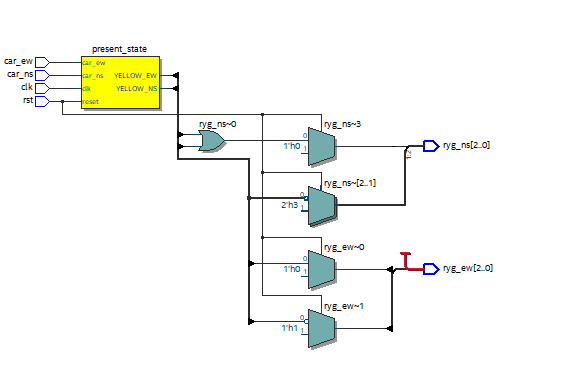 present_state
car_ew
car_ns
clk
rst
car_ew
car_ns
clk
reset
YELLOW_EW
YELLOW_NS
ryg_ns~0
ryg_ns~3
0
1'h0
1
ryg_ns[2..0]
1:2
ryg_ns~[2..1]
0
2'h3
1
ryg_ew~0
0
1'h0
1
ryg_ew[2..0]
ryg_ew~1
0
1'h1
1